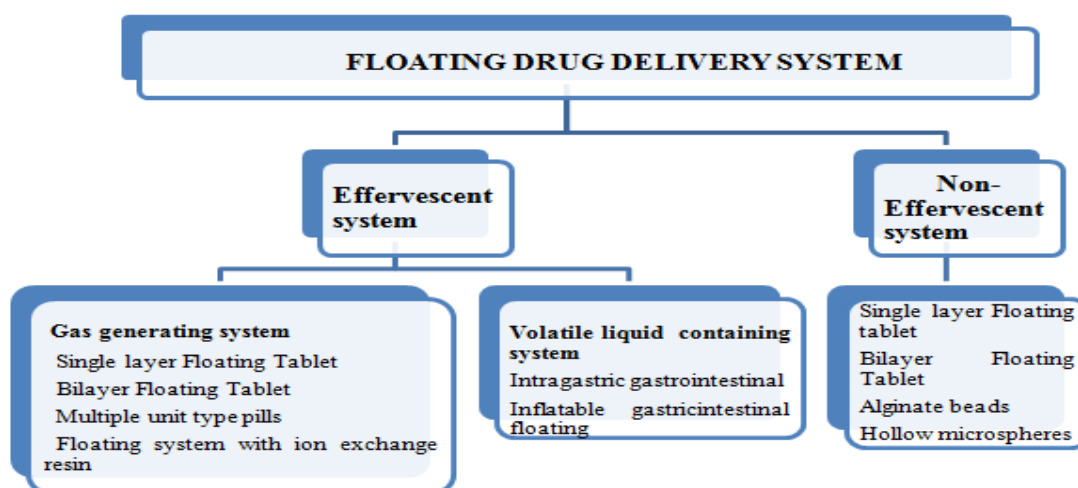 FLOATING DRUG DELIVERY SYSTEM
Effervescent
system
Non-
Effervescent
system
Gas generating system
Single layer Floating Tablet
Bilayer Floating Tablet
Multiple unit type pills
Floating system with ion exchange
resin
Volatile liquid containing
system
Intragastric gastrointestinal
Inflatable gastricintestinal
floating
Single layer Floating
tablet
Bilayer Floating
Tablet
Alginate beads
Hollow microspheres